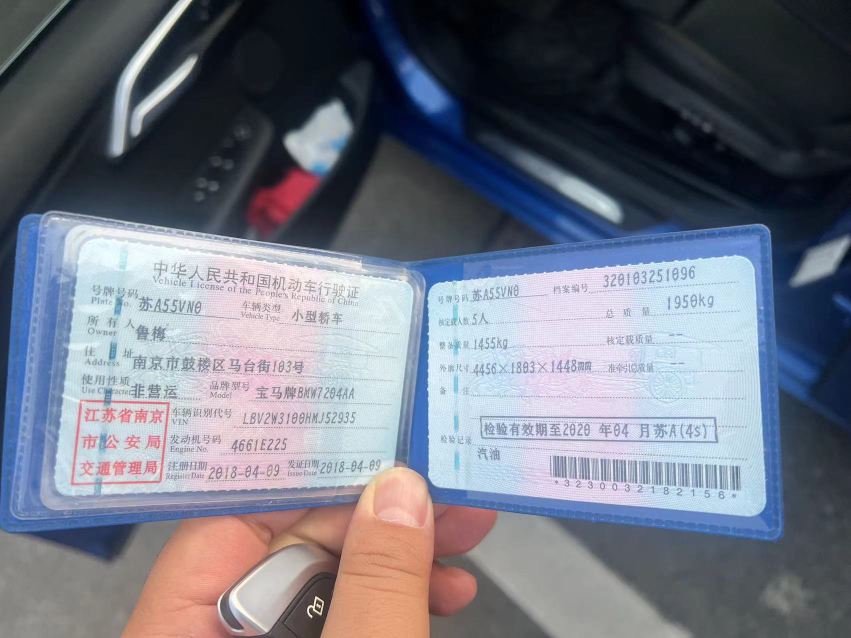 中华人民共和国机动车行驶证
Vehicle License of the People's Republic of China
号牌号码 Plate No. 苏A55VN0 车辆类型 Vehicle Type 小型轿车
所有人 Owner 鲁梅
住址 南京市鼓楼区马台街103号
使用性质 Use Character 非营运 品牌型号 Model 宝马牌BMW7204AA
江苏省南京市公安局交通管理局
车辆识别代号 VIN LBV2W3100HMJ52935
发动机号码 Engine No. 4661E225
注册日期 Register Date 2018-04-09 发证日期 Issue Date 2018-04-09
号牌号码 苏A55VN0 档案编号 320103251096
核定载人数 5人 总质量 1950kg
整备质量 1455kg 核定载质量 --
外廓尺寸 4456×1803×1448mm 准牵引总质量 --
备注
检验记录 检验有效期至2020 年04 月苏A(4s)
汽油
*3230032182156*